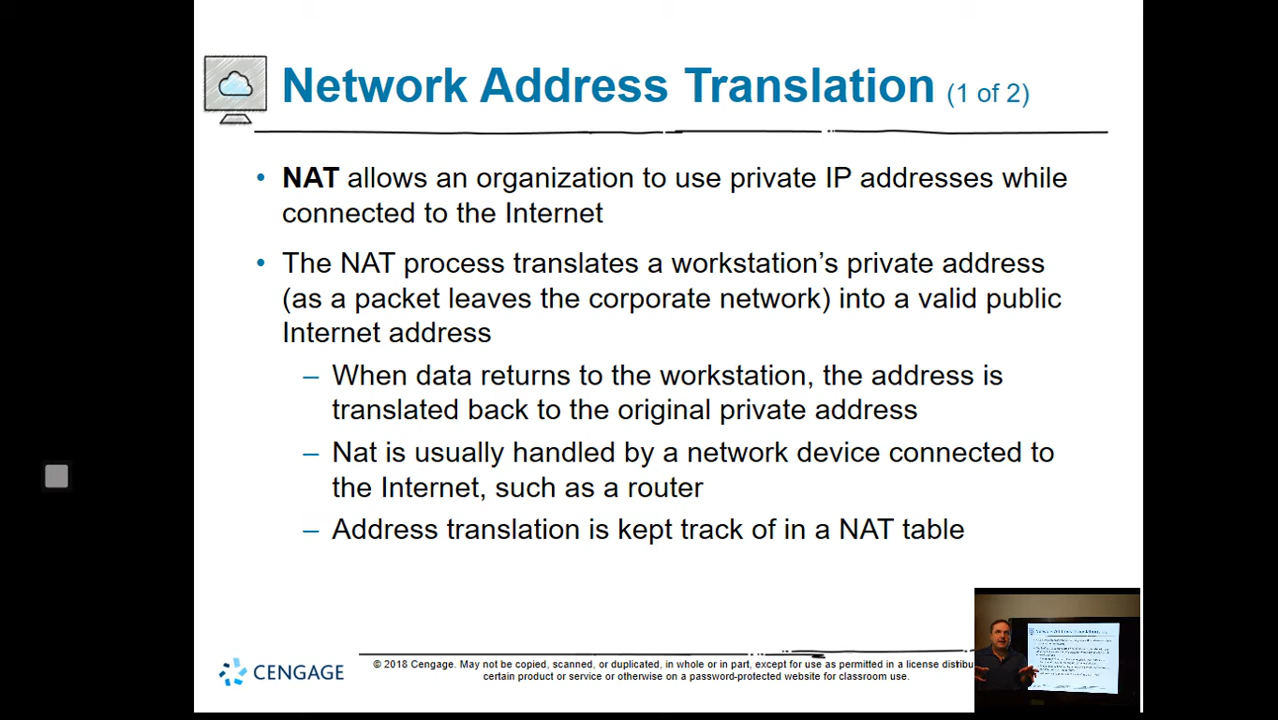 Network Address Translation (1 of 2)
• NAT allows an organization to use private IP addresses while
connected to the Internet
• The NAT process translates a workstation’s private address
(as a packet leaves the corporate network) into a valid public
Internet address
– When data returns to the workstation, the address is
translated back to the original private address
– Nat is usually handled by a network device connected to
the Internet, such as a router
– Address translation is kept track of in a NAT table
CENGAGE
© 2018 Cengage. May not be copied, scanned, or duplicated, in whole or in part, except for use as permitted in a license
certain product or service or otherwise on a password-protected website for classroom use.
Network Address Translation